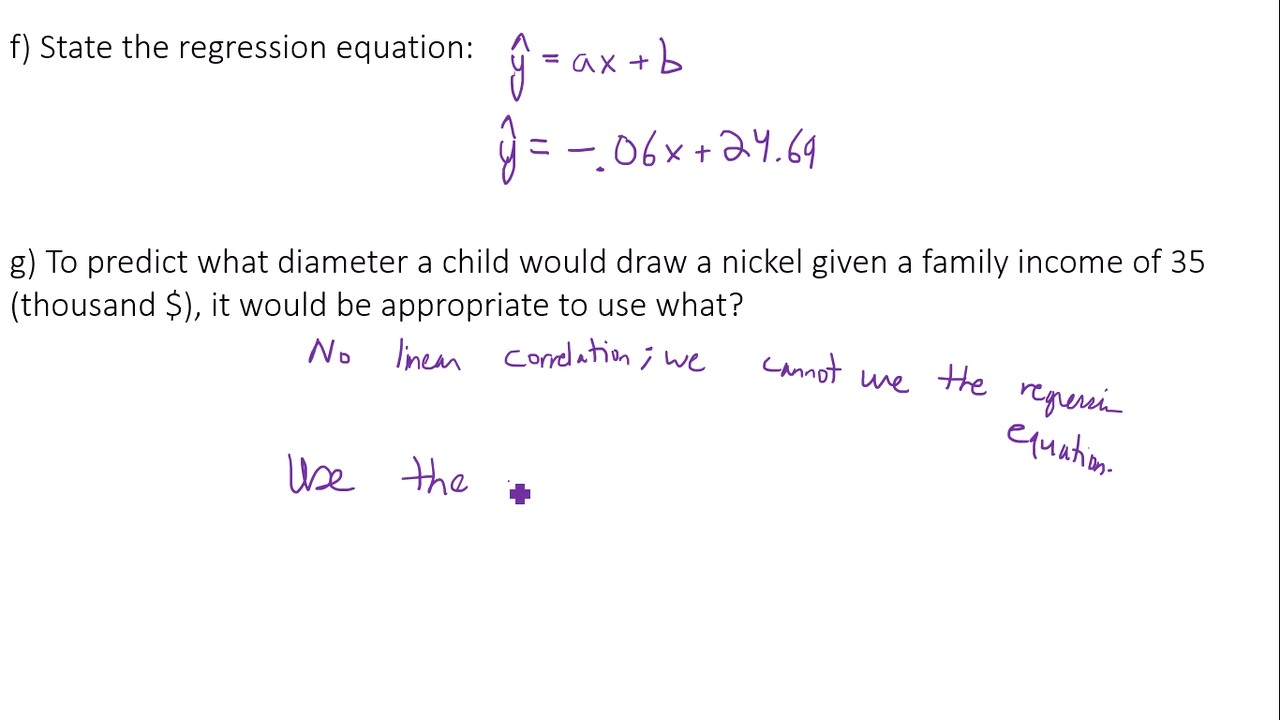 f) State the regression equation: ŷ = ax + b
ŷ = -.06x + 24.69
g) To predict what diameter a child would draw a nickel given a family income of 35
(thousand $), it would be appropriate to use what?
No linear correlation; we cannot use the regression
equation.
Use the